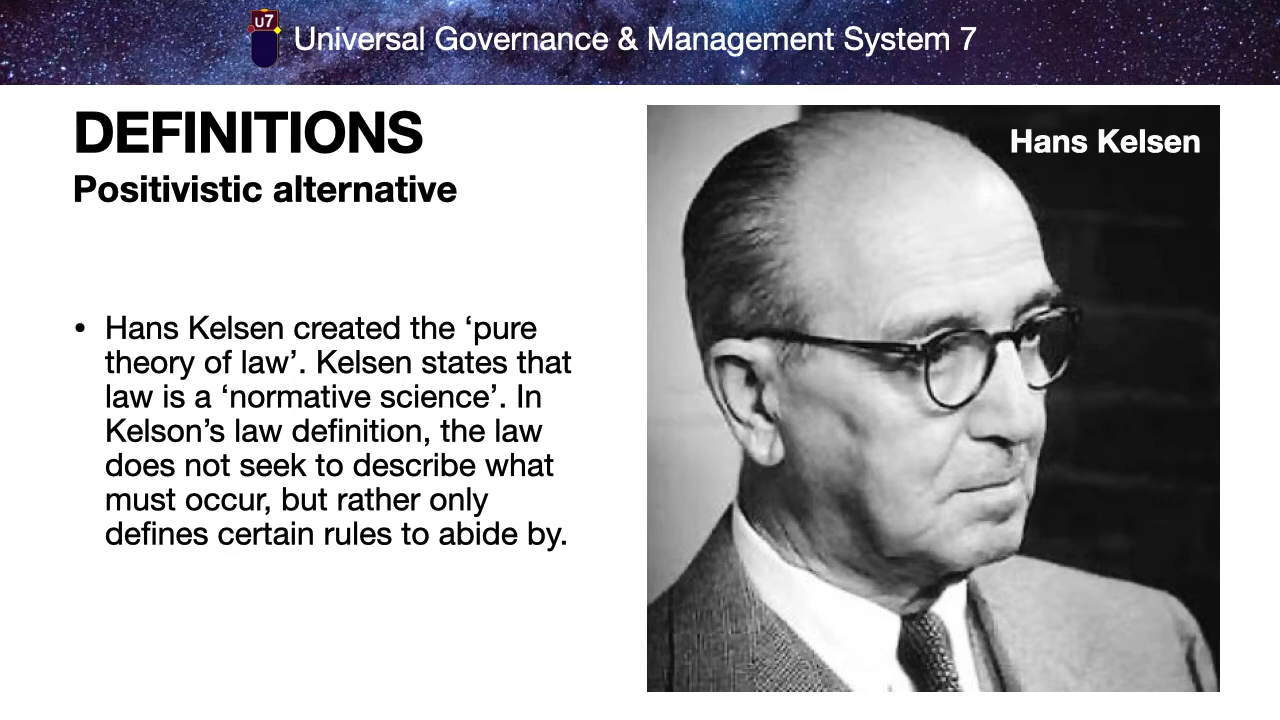 U7
Universal Governance & Management System 7
DEFINITIONS
Positivistic alternative
Hans Kelsen
• Hans Kelsen created the ‘pure
theory of law’. Kelsen states that
law is a ‘normative science’. In
Kelson’s law definition, the law
does not seek to describe what
must occur, but rather only
defines certain rules to abide by.